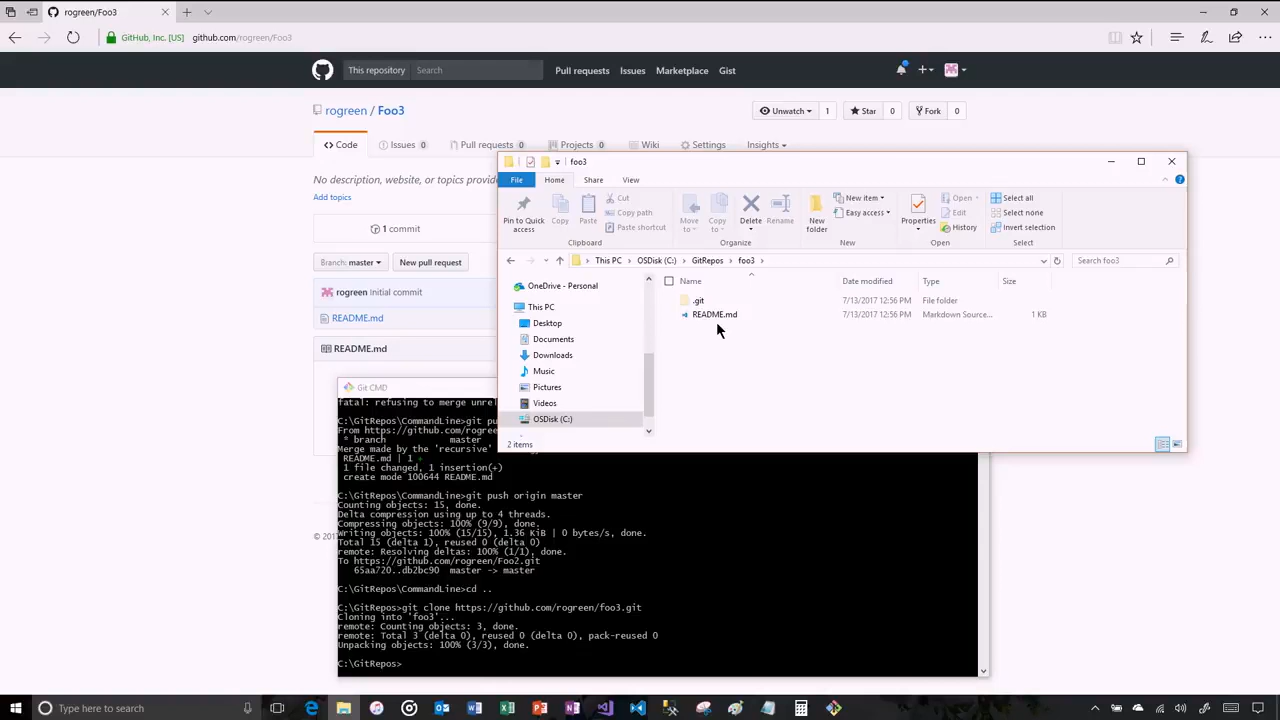 rogreen/Foo3
GitHub, Inc. [US] github.com/rogreen/Foo3
This repository Search Pull requests Issues Marketplace Gist
rogreen / Foo3
Unwatch 1 Star 0 Fork 0
Code Issues 0 Pull requests 0 Projects 0 Wiki Settings Insights
No description, website, or topics provide
Add topics
1 commit
Branch: master New pull request
rogreen Initial commit
README.md
README.md
foo3
File Home Share View
Pin to Quick access
Copy
Paste
Cut
Copy path
Paste shortcut
Clipboard
Move to
Copy to
Delete
Rename
Organize
New folder
New item
Easy access
New
Properties
Open
Edit
History
Open
Select all
Select none
Invert selection
Select
This PC OSDisk (C:) GitRepos foo3
Search foo3
Name Date modified Type Size
.git 7/13/2017 12:56 PM File folder
README.md 7/13/2017 12:56 PM Markdown Source... 1 KB
OneDrive - Personal
This PC
Desktop
Documents
Downloads
Music
Pictures
Videos
OSDisk (C:)
2 items
Git CMD
fatal: refusing to merge unrel
C:\GitRepos\CommandLine>git pu
From https://github.com/rogree
* branch master
Merge made by the 'recursive'
README.md | 1 +
1 file changed, 1 insertion(+)
create mode 100644 README.md
C:\GitRepos\CommandLine>git push origin master
Counting objects: 15, done.
Delta compression using up to 4 threads.
Compressing objects: 100% (9/9), done.
Writing objects: 100% (15/15), 1.36 KiB | 0 bytes/s, done.
Total 15 (delta 1), reused 0 (delta 0)
remote: Resolving deltas: 100% (1/1), done.
To https://github.com/rogreen/Foo2.git
65aa720..db2bc90 master -> master
C:\GitRepos\CommandLine>cd ..
C:\GitRepos>git clone https://github.com/rogreen/foo3.git
Cloning into 'foo3'...
remote: Counting objects: 3, done.
remote: Total 3 (delta 0), reused 0 (delta 0), pack-reused 0
Unpacking objects: 100% (3/3), done.
C:\GitRepos>
© 201
Type here to search